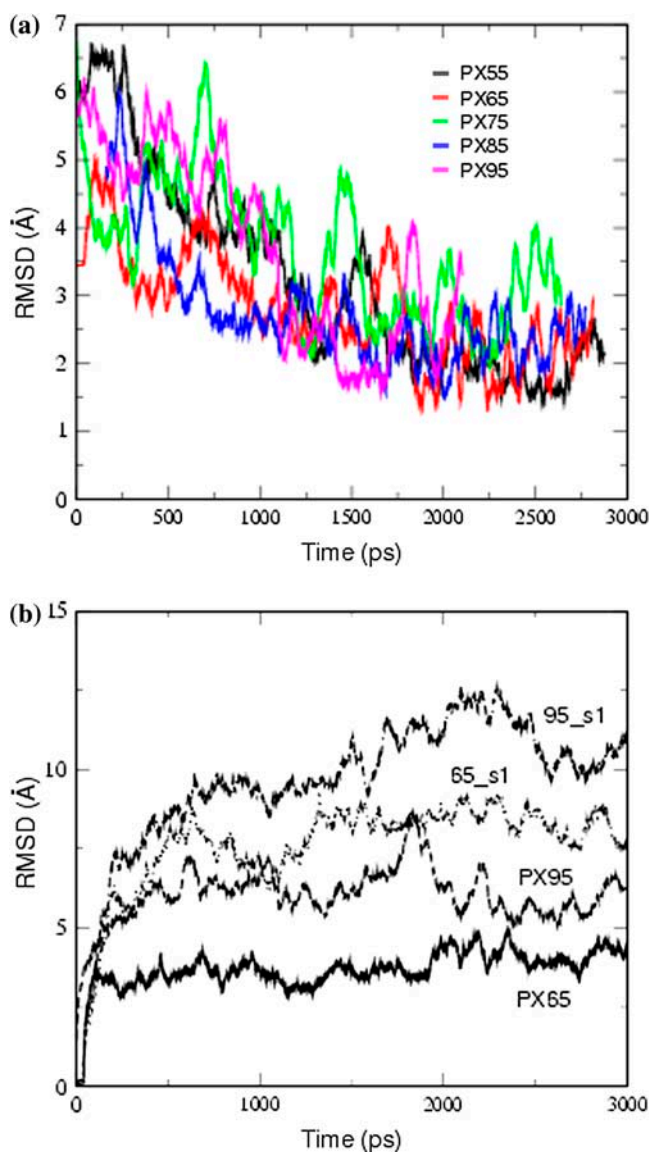 (a)
7
6
5
4
3
2
1
0
RMSD (Å)
PX55
PX65
PX75
PX85
PX95
0 500 1000 1500 2000 2500 3000
Time (ps)
(b)
15
10
5
0
RMSD (Å)
95_s1
65_s1
PX95
PX65
0 1000 2000 3000
Time (ps)